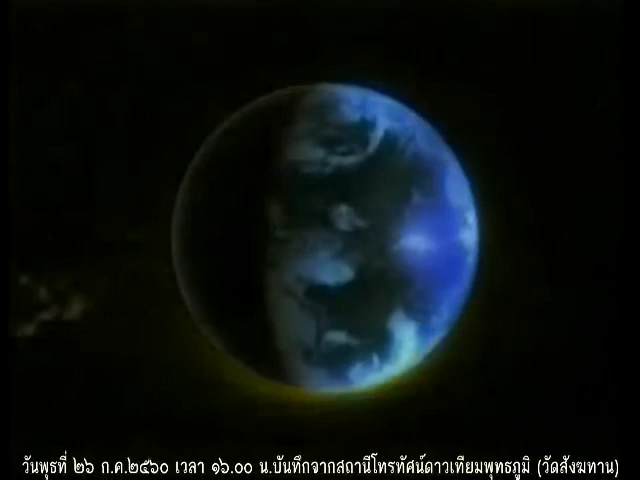 วันพุธที่ ๒๖ ก.ค.๒๕๖๐ เวลา ๑๖.๐๐ น.บันทึกจากสถานีโทรทัศน์ดาวเทียมพุทธภูมิ (วัดสังฆทาน)